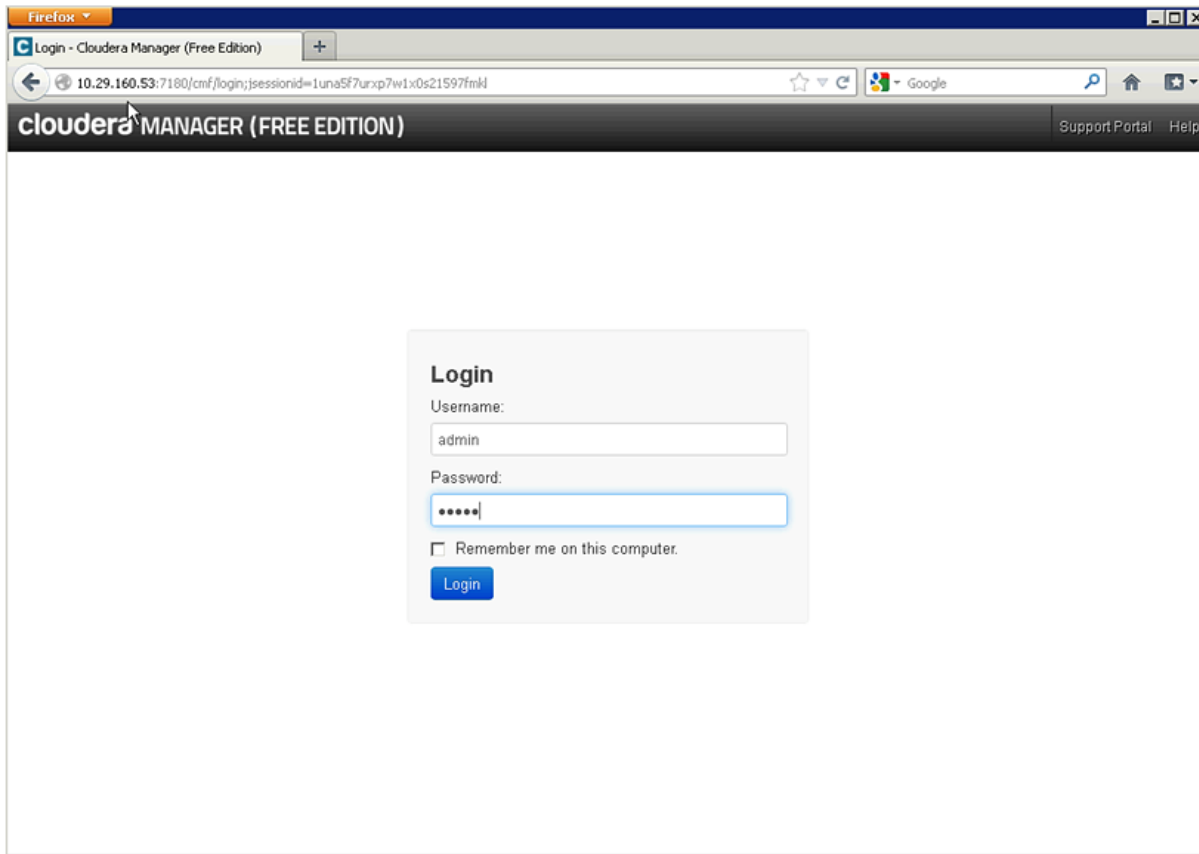 Firefox
Login - Cloudera Manager (Free Edition)
10.29.160.53:7180/cmf/login;jsessionid=1una5f7urxp7w1x0s21597fmkl
Google
cloudera MANAGER (FREE EDITION)
Support Portal Help
Login
Username:
admin
Password:
•••••
Remember me on this computer.
Login